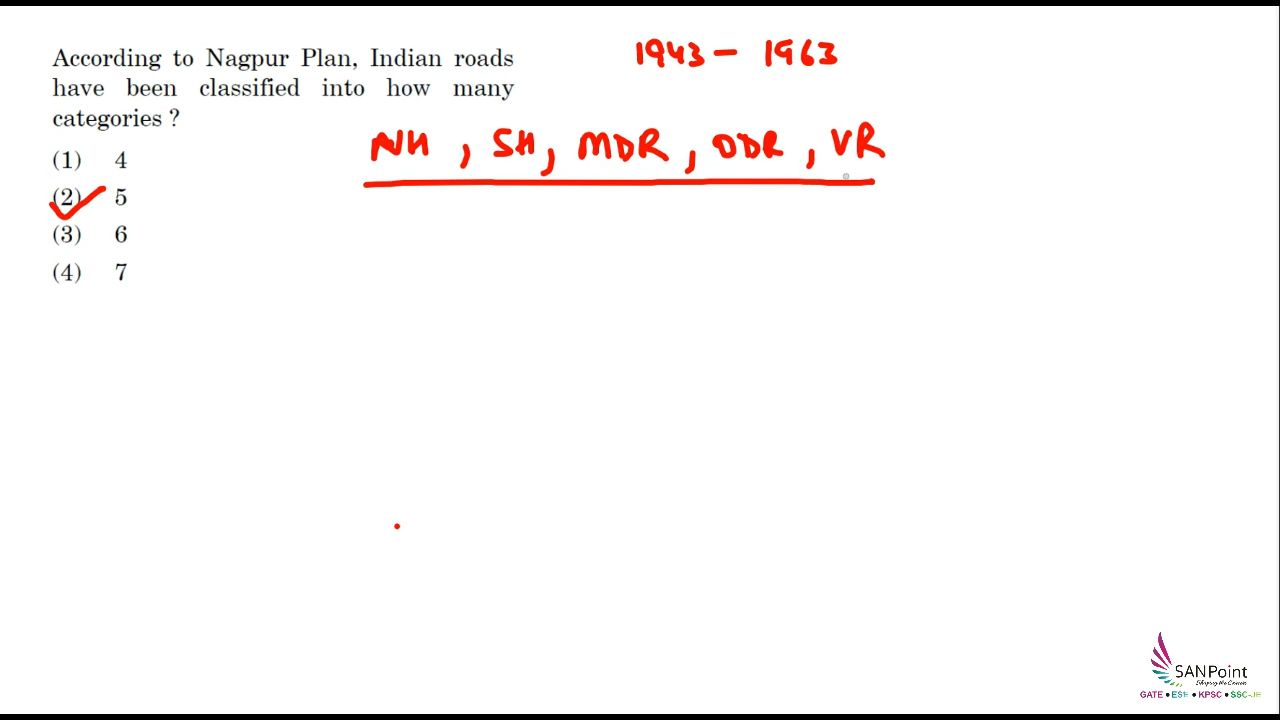 According to Nagpur Plan, Indian roads
have been classified into how many
categories ?
(1) 4
(2) 5
(3) 6
(4) 7
1943 - 1963
NH , SH, MDR, ODR, VR
SANPoint
GATE • ESE • KPSC • SSC-JE